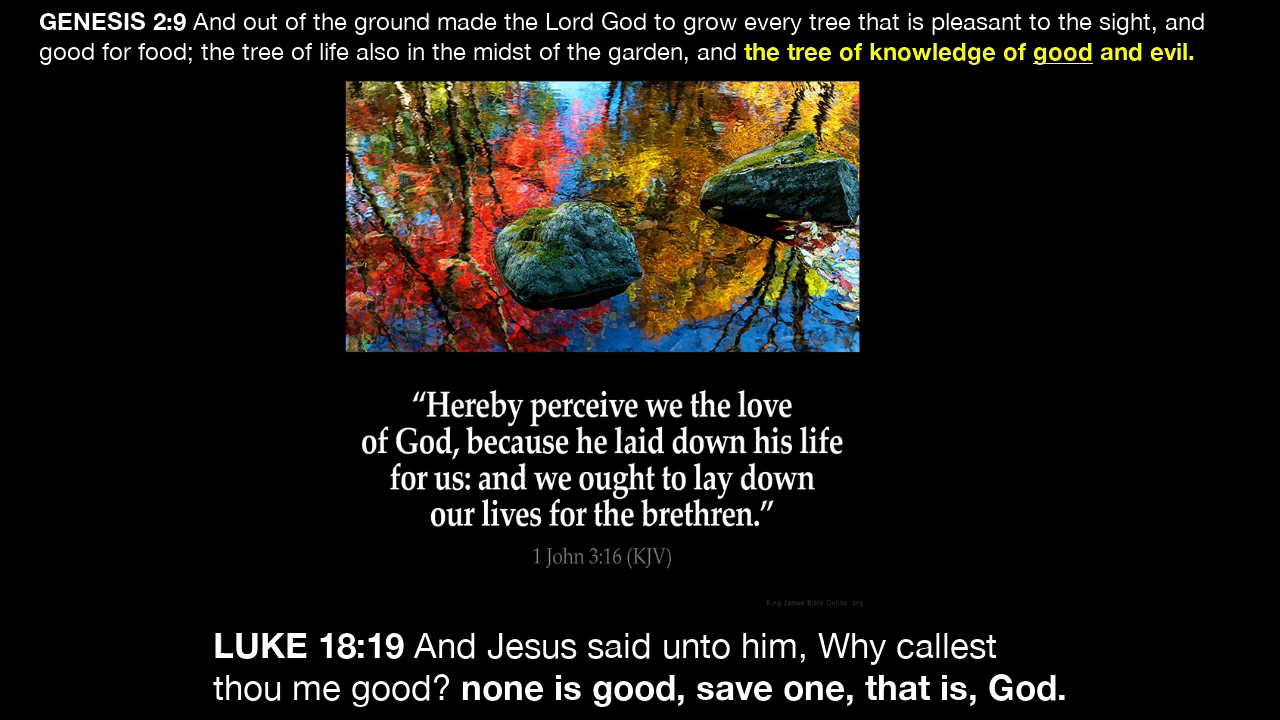 GENESIS 2:9 And out of the ground made the Lord God to grow every tree that is pleasant to the sight, and
good for food; the tree of life also in the midst of the garden, and the tree of knowledge of good and evil.
“Hereby perceive we the love
of God, because he laid down his life
for us: and we ought to lay down
our lives for the brethren.”
1 John 3:16 (KJV)
King James Bible Online .org
LUKE 18:19 And Jesus said unto him, Why callest
thou me good? none is good, save one, that is, God.